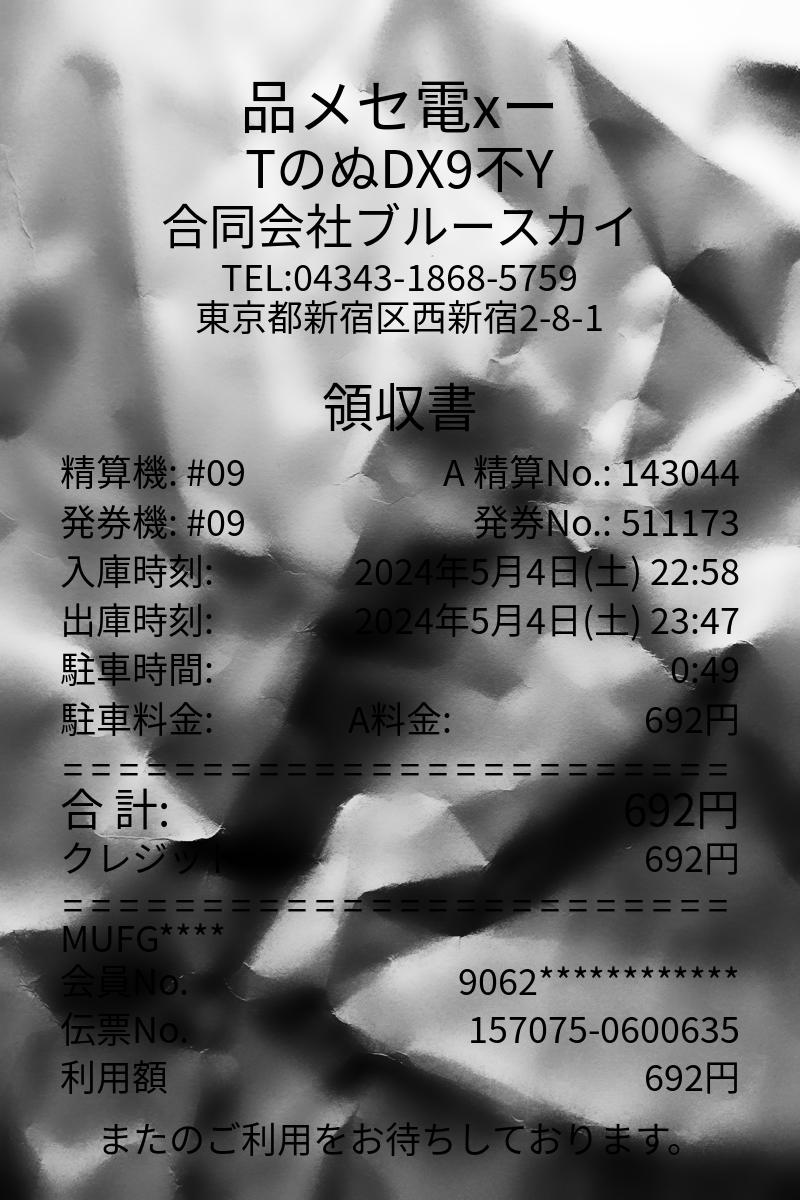 品メセ電xー
TのぬDX9不Y
合同会社ブルースカイ
TEL:04343-1868-5759
東京都新宿区西新宿2-8-1
領収書
精算機: #09 A 精算No.: 143044
発券機: #09 発券No.: 511173
入庫時刻: 2024年5月4日(土) 22:58
出庫時刻: 2024年5月4日(土) 23:47
駐車時間: 0:49
駐車料金: A料金: 692円
========================
合 計: 692円
クレジット 692円
========================
MUFG****
会員No. 9062************
伝票No. 157075-0600635
利用額 692円
またのご利用をお待ちしております。